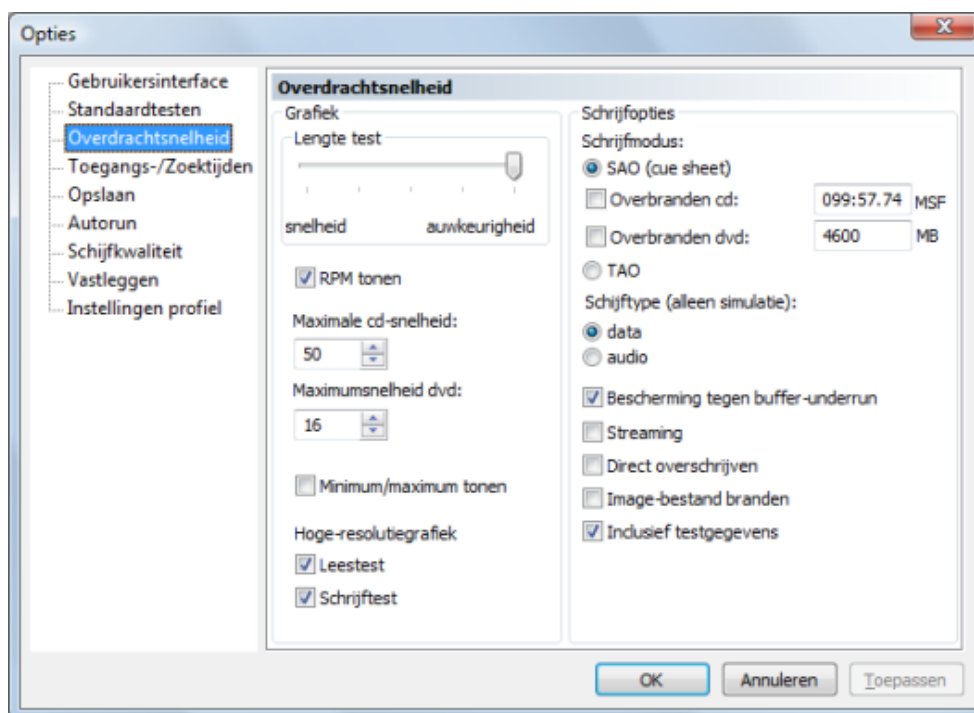 Opties
Gebruikersinterface
Standaardtesten
Overdrachtsnelheid
Toegangs-/Zoektijden
Opslaan
Autorun
Schijfkwaliteit
Vastleggen
Instellingen profiel
Overdrachtsnelheid
Grafiek
Lengte test
snelheid auwkeurigheid
RPM tonen
Maximale cd-snelheid:
50
Maximumsnelheid dvd:
16
Minimum/maximum tonen
Hoge-resolutiegrafiek
Leestest
Schrijftest
Schrijfopties
Schrijfmodus:
SAO (cue sheet)
Overbranden cd: 099:57.74 MSF
Overbranden dvd: 4600 MB
TAO
Schijftype (alleen simulatie):
data
audio
Bescherming tegen buffer-underrun
Streaming
Direct overschrijven
Image-bestand branden
Inclusief testgegevens
OK Annuleren Toepassen